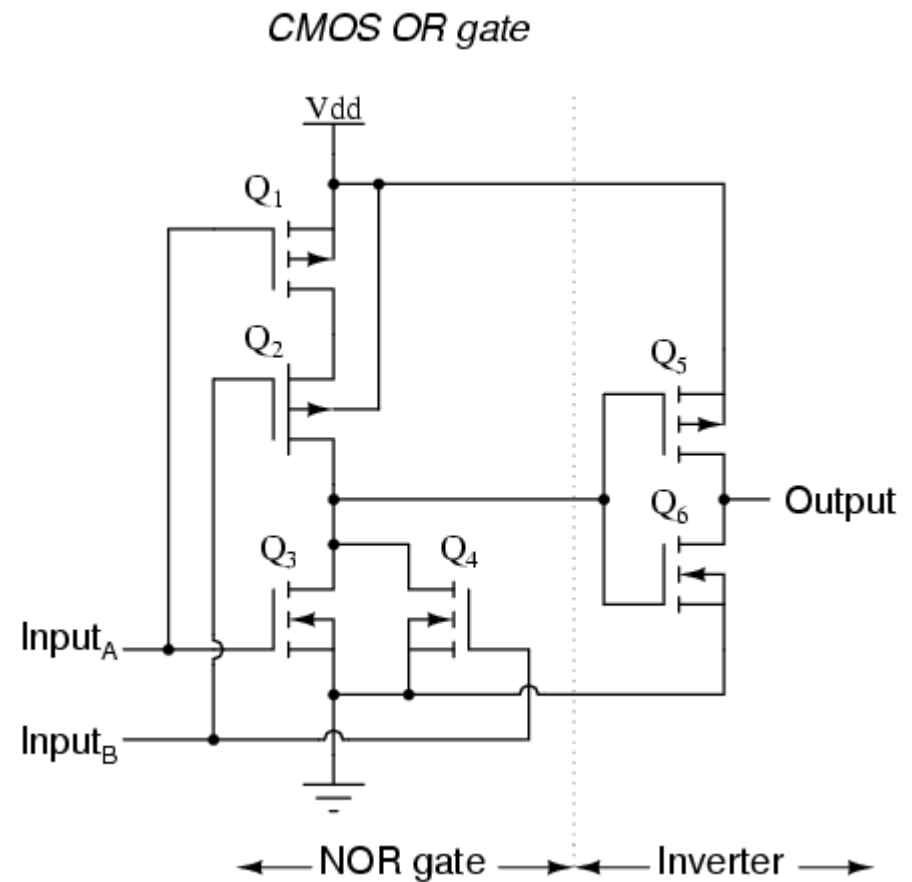 CMOS OR gate
Vdd
Q1
Q2
Q5
Output
Q6
Q3
Q4
InputA
InputB
NOR gate
Inverter